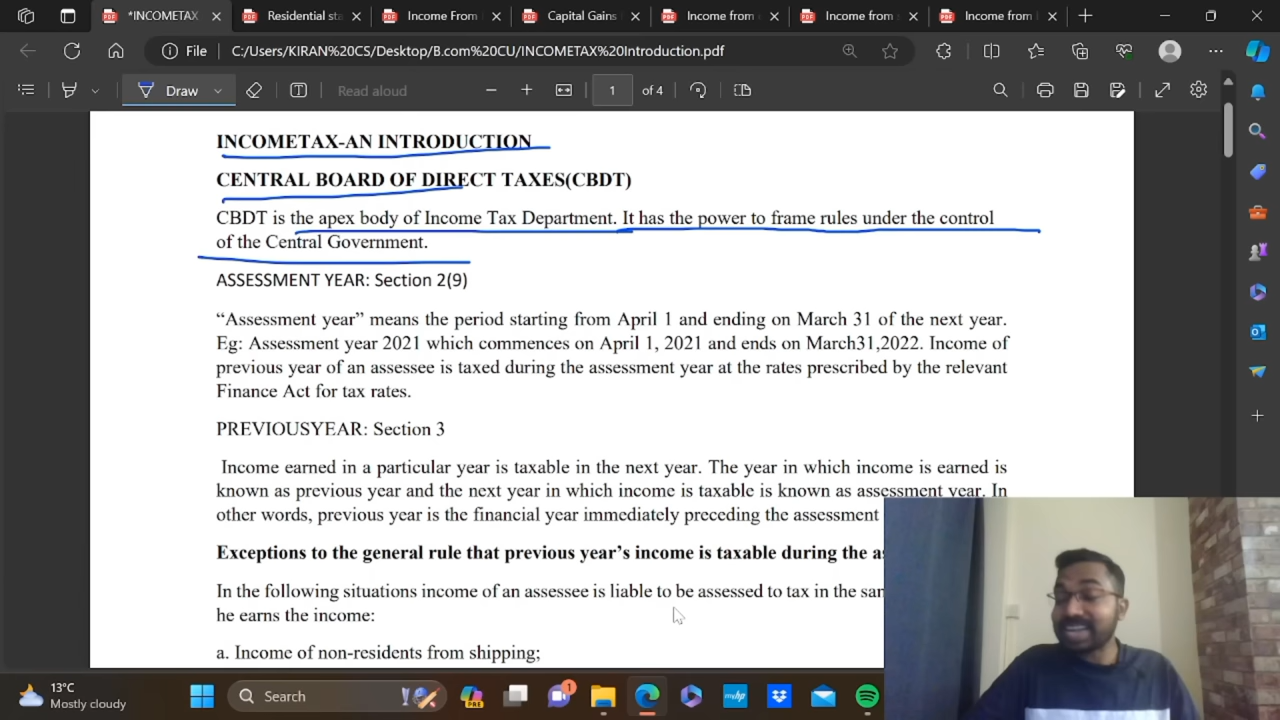 *INCOMETAX
Residential sta
Income From
Capital Gains
Income from
Income from
Income from
File
C:/Users/KIRAN%20CS/Desktop/B.com%20CU/INCOMETAX%20Introduction.pdf
Draw
Read aloud
1 of 4
INCOMETAX-AN INTRODUCTION
CENTRAL BOARD OF DIRECT TAXES(CBDT)
CBDT is the apex body of Income Tax Department. It has the power to frame rules under the control
of the Central Government.
ASSESSMENT YEAR: Section 2(9)
“Assessment year” means the period starting from April 1 and ending on March 31 of the next year.
Eg: Assessment year 2021 which commences on April 1, 2021 and ends on March31,2022. Income of
previous year of an assessee is taxed during the assessment year at the rates prescribed by the relevant
Finance Act for tax rates.
PREVIOUSYEAR: Section 3
Income earned in a particular year is taxable in the next year. The year in which income is earned is
known as previous year and the next year in which income is taxable is known as assessment year. In
other words, previous year is the financial year immediately preceding the assessment
Exceptions to the general rule that previous year’s income is taxable during the
In the following situations income of an assessee is liable to be assessed to tax in the
he earns the income:
a. Income of non-residents from shipping;
13°C
Mostly cloudy
Search
PRE
1
myhp